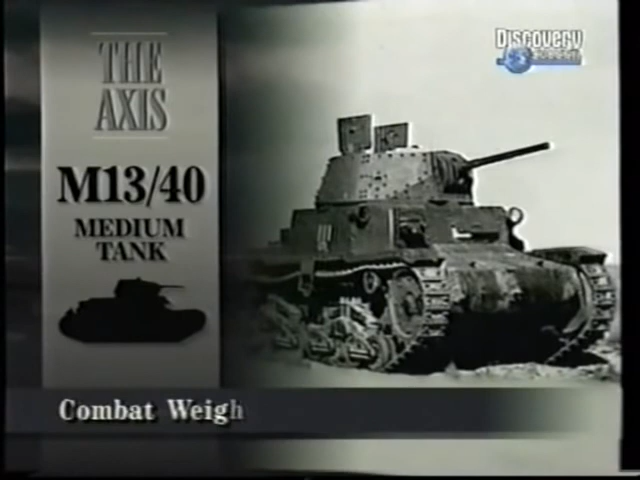 Discovery
THE
AXIS
M13/40
MEDIUM
TANK
Combat Weigh